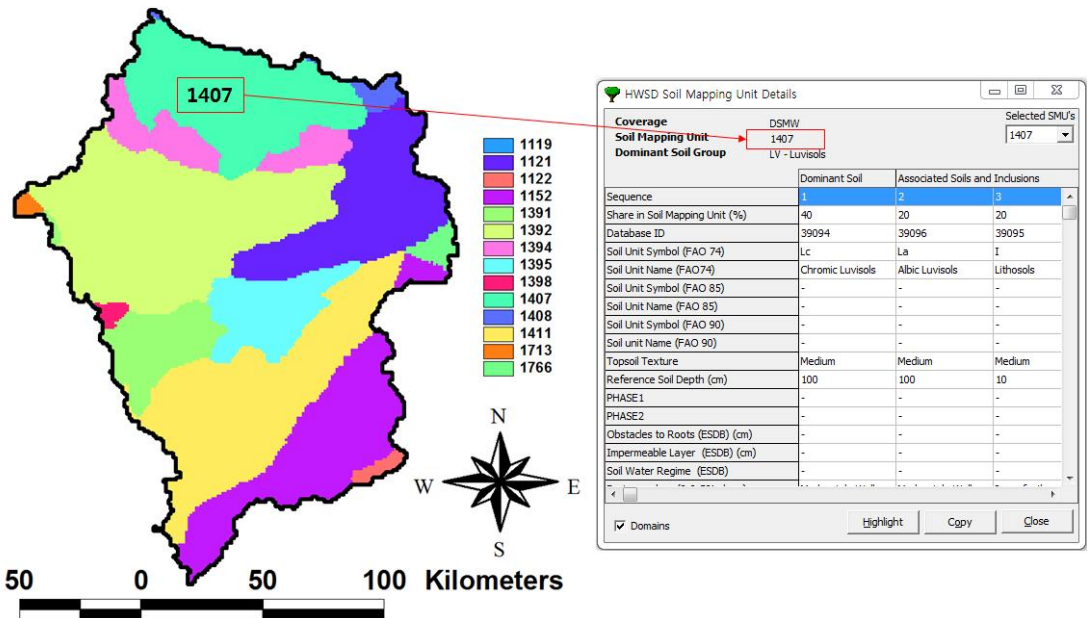 1407
1119
1121
1122
1152
1391
1392
1394
1395
1398
1407
1408
1411
1713
1766
N
W E
S
50 0 50 100 Kilometers
HWSD Soil Mapping Unit Details
Coverage DSMW Selected SMU's
Soil Mapping Unit 1407 1407
Dominant Soil Group LV - Luvisols
Dominant Soil Associated Soils and Inclusions
Sequence 1 2 3
Share in Soil Mapping Unit (%) 40 20 20
Database ID 39094 39096 39095
Soil Unit Symbol (FAO 74) Lc La I
Soil Unit Name (FAO74) Chromic Luvisols Albic Luvisols Lithosols
Soil Unit Symbol (FAO 85) - - -
Soil Unit Name (FAO 85) - - -
Soil Unit Symbol (FAO 90) - - -
Soil unit Name (FAO 90) - - -
Topsoil Texture Medium Medium Medium
Reference Soil Depth (cm) 100 100 10
PHASE1 - - -
PHASE2 - - -
Obstacles to Roots (ESDB) (cm) - - -
Impermeable Layer (ESDB) (cm) - - -
Soil Water Regime (ESDB) - - -
Domains Highlight Copy Close